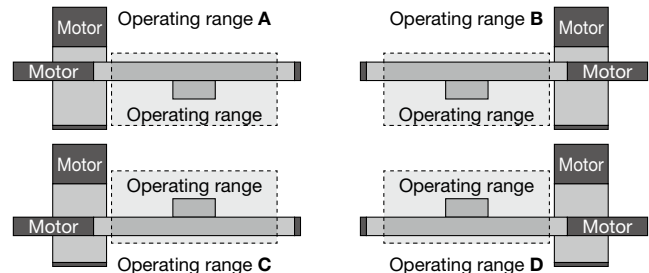 Motor
Operating range A
Motor
Operating range
Operating range B
Motor
Motor
Operating range
Motor
Operating range
Motor
Operating range C
Motor
Operating range
Motor
Operating range D